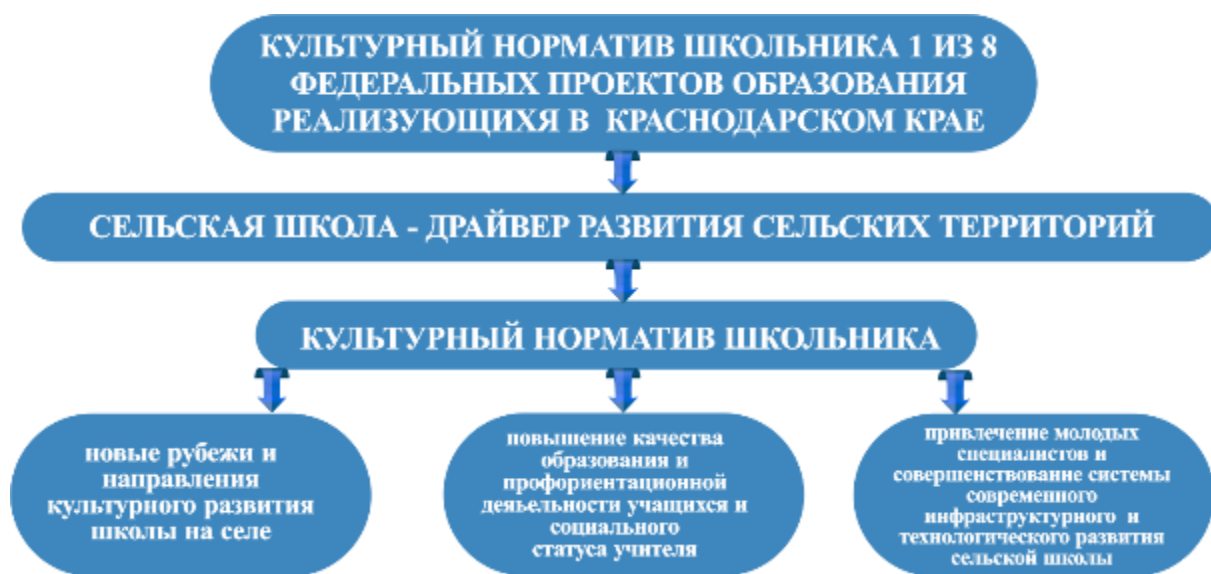 КУЛЬТУРНЫЙ НОРМАТИВ ШКОЛЬНИКА 1 ИЗ 8
ФЕДЕРАЛЬНЫХ ПРОЕКТОВ ОБРАЗОВАНИЯ
РЕАЛИЗУЮЩИХЯ В КРАСНОДАРСКОМ КРАЕ
СЕЛЬСКАЯ ШКОЛА - ДРАЙВЕР РАЗВИТИЯ СЕЛЬСКИХ ТЕРРИТОРИЙ
КУЛЬТУРНЫЙ НОРМАТИВ ШКОЛЬНИКА
новые рубежи и
направления
культурного развития
школы на селе
повышение качества
образования и
профориентационной
деяьельности учащихся и
социального
статуса учителя
привлечение молодых
специалистов и
совершенствование системы
современного
инфраструктурного и
технологического развития
сельской школы